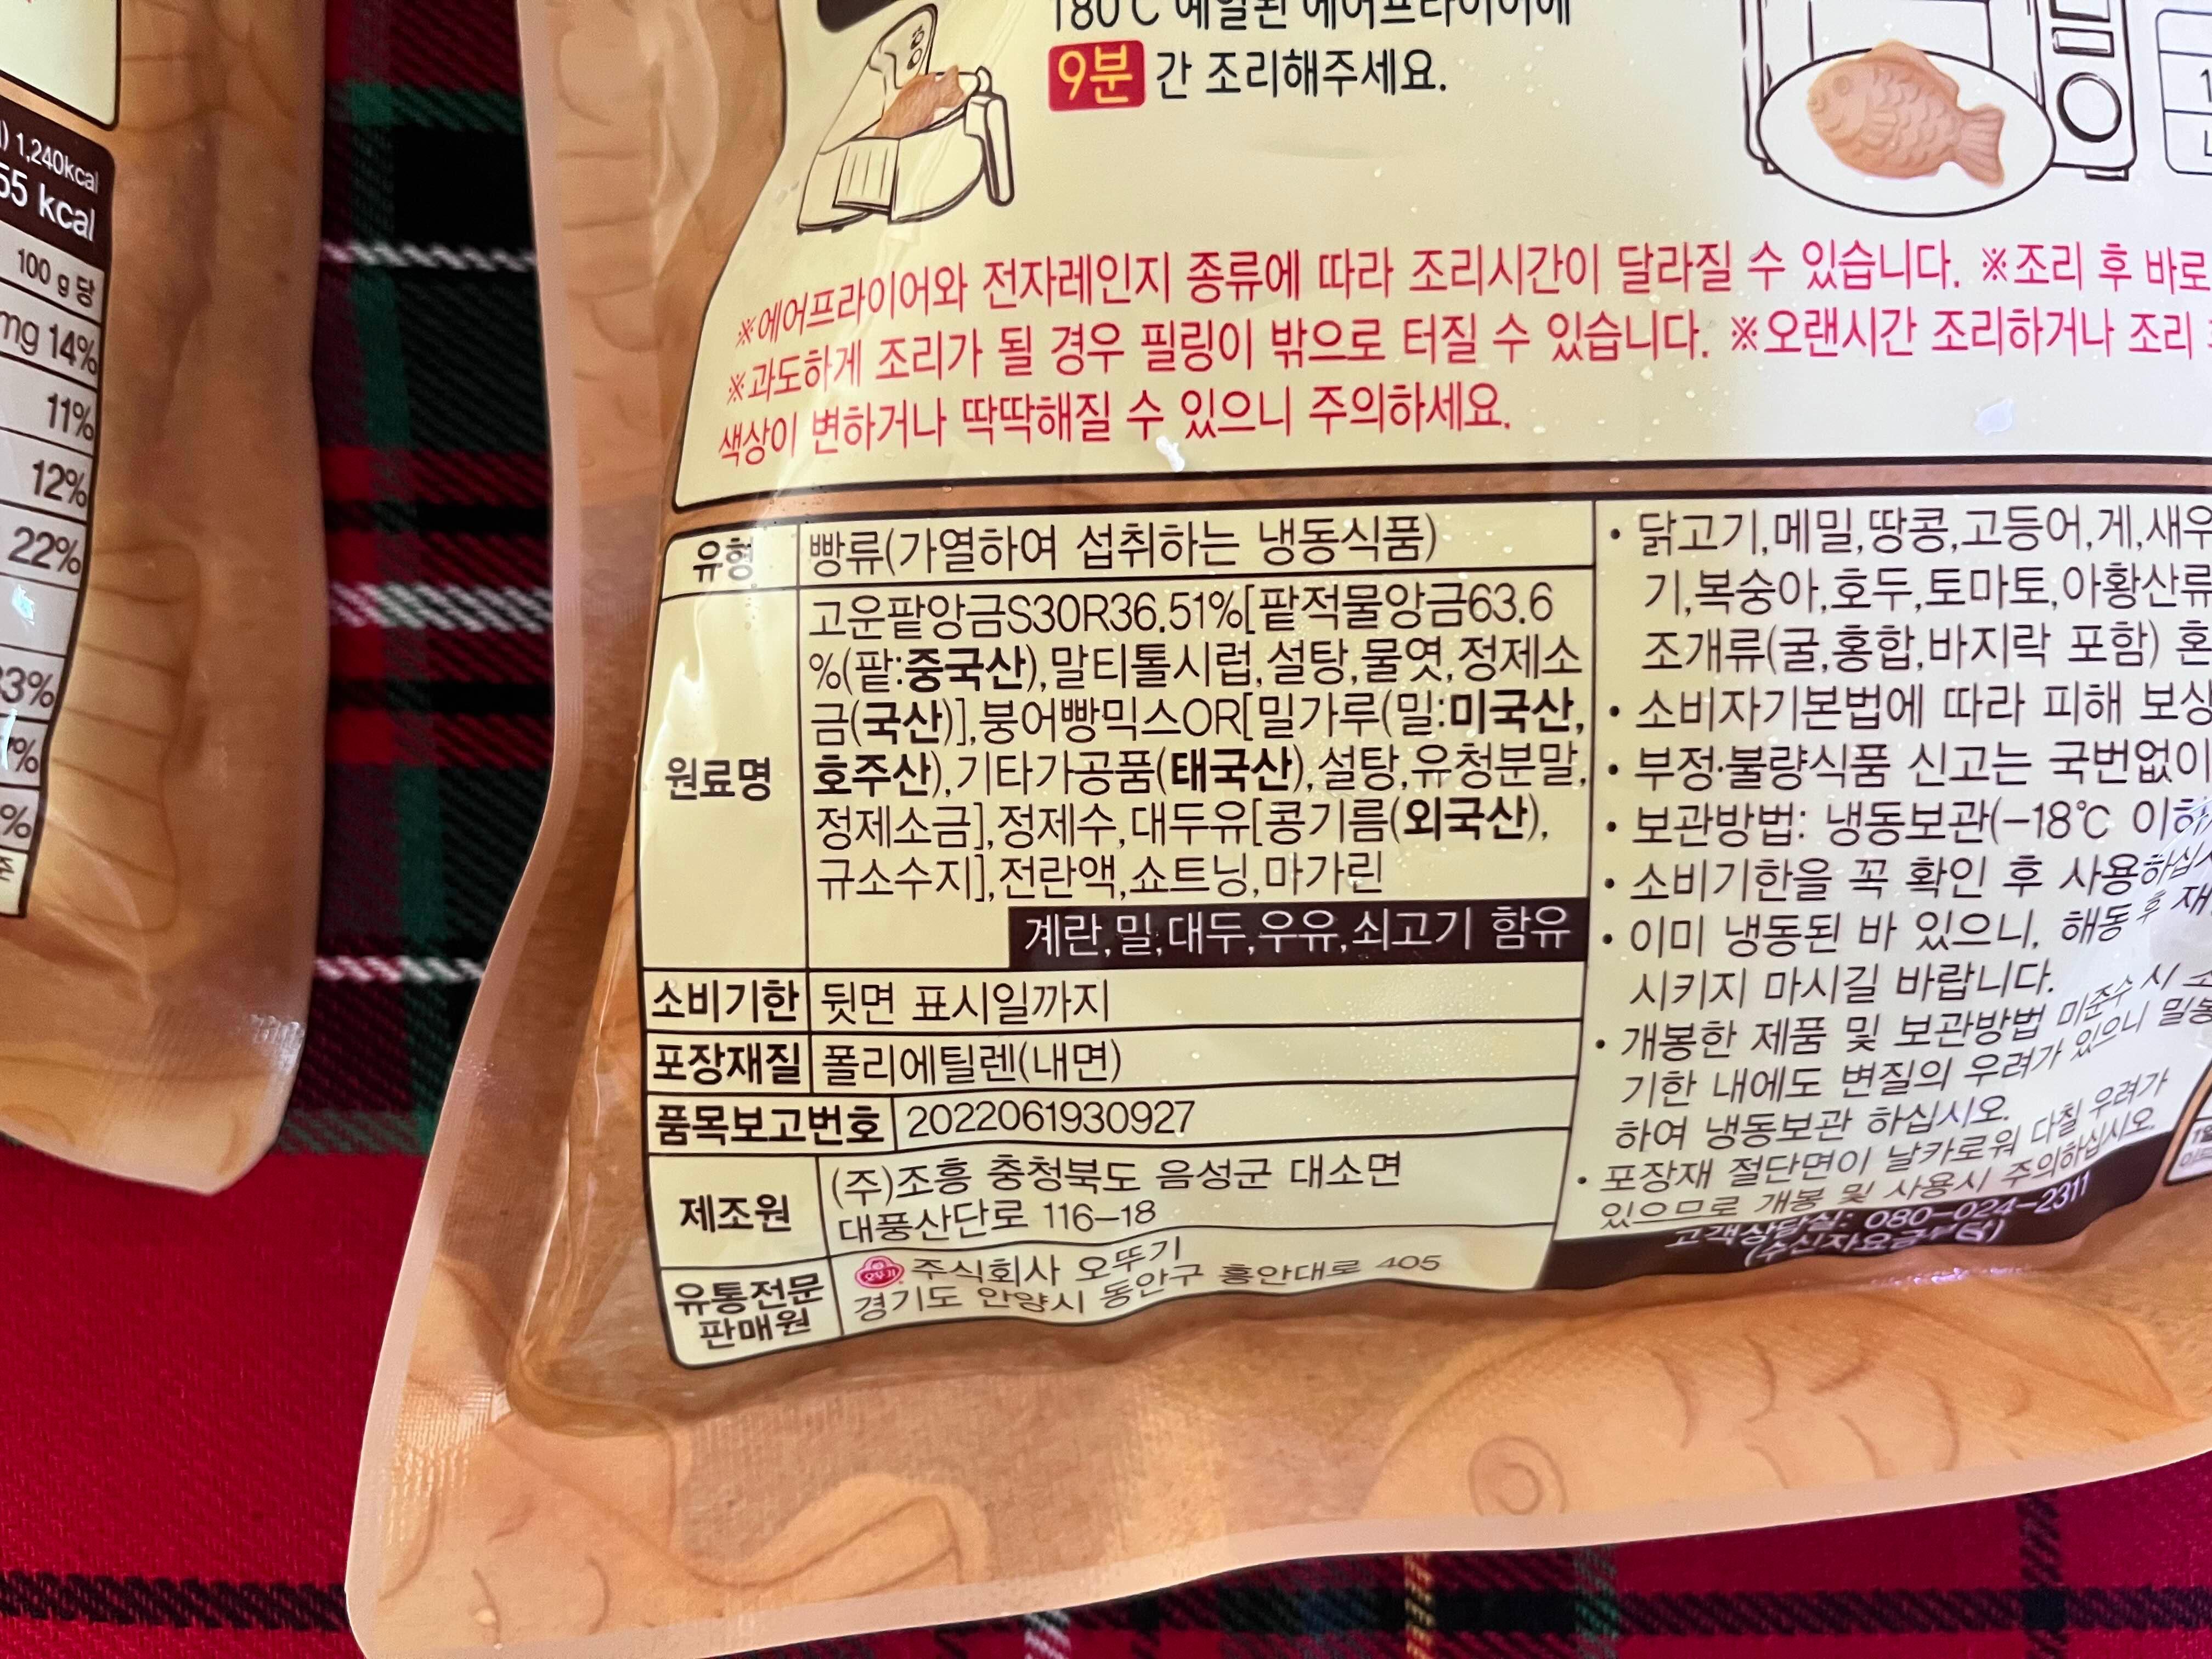 9분 간 조리해주세요.
※에어프라이어와 전자레인지 종류에 따라 조리시간이 달라질 수 있습니다. ※조리 후 바로
※과도하게 조리가 될 경우 필링이 밖으로 터질 수 있습니다. ※오랜시간 조리하거나 조리
색상이 변하거나 딱딱해질 수 있으니 주의하세요.
1,240kcal
55 kcal
100 g 당
mg 14%
11%
12%
22%
3%
%
%
유형 빵류(가열하여 섭취하는 냉동식품)
원료명 고운팥앙금S30R36.51%[팥적물앙금63.6
%(팥:중국산),말티톨시럽,설탕,물엿,정제소
금(국산)],붕어빵믹스OR[밀가루(밀:미국산,
호주산),기타가공품(태국산),설탕,유청분말,
정제소금],정제수,대두유[콩기름(외국산),
규소수지],전란액,쇼트닝,마가린
계란,밀,대두,우유,쇠고기 함유
소비기한 뒷면 표시일까지
포장재질 폴리에틸렌(내면)
품목보고번호 2022061930927
제조원 (주)조흥 충청북도 음성군 대소면
대풍산단로 116-18
유통전문
판매원
오뚜기 주식회사 오뚜기
경기도 안양시 동안구 흥안대로 405
• 닭고기,메밀,땅콩,고등어,게,새우
기,복숭아,호두,토마토,아황산류
조개류(굴,홍합,바지락 포함) 혼
• 소비자기본법에 따라 피해 보상
• 부정·불량식품 신고는 국번없이
• 보관방법: 냉동보관(-18℃ 이하
• 소비기한을 꼭 확인 후 사용하십시
• 이미 냉동된 바 있으니, 해동 후 재
시키지 마시길 바랍니다.
• 개봉한 제품 및 보관방법 미준수 시 소
기한 내에도 변질의 우려가 있으니 밀봉
하여 냉동보관 하십시오.
• 포장재 절단면이 날카로워 다칠 우려가
있으므로 개봉 및 사용시 주의하십시오.
고객상담실: 080-024-2311
(수신자요금부담)